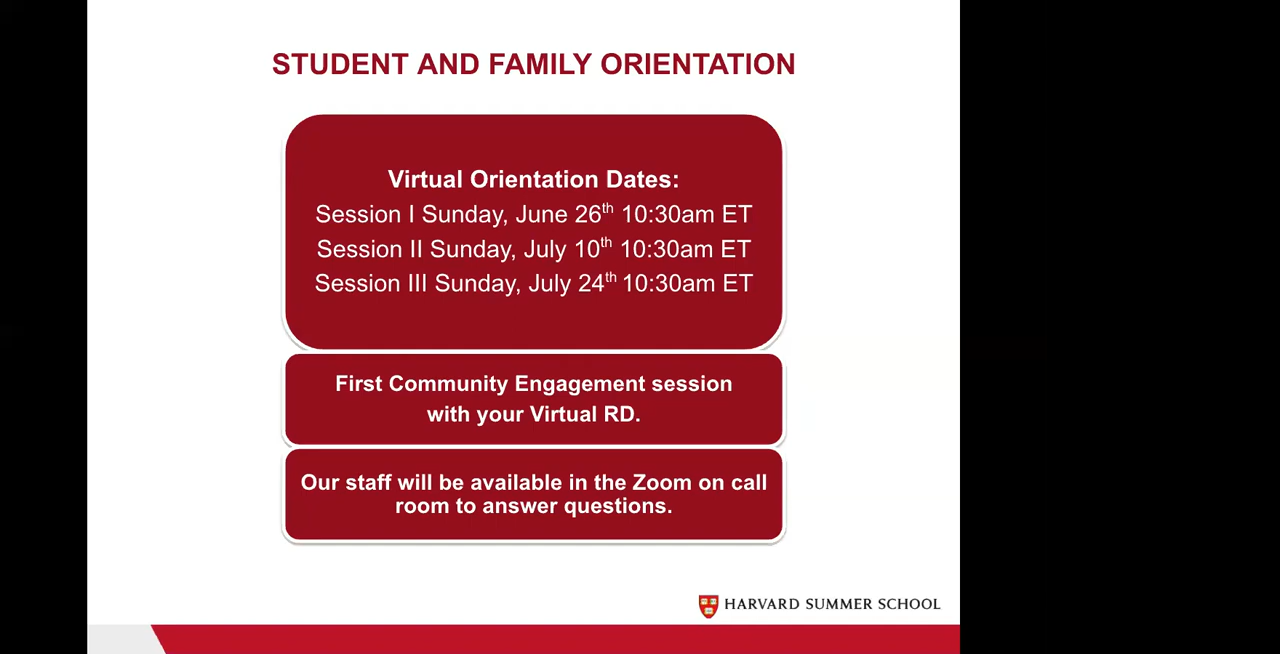 STUDENT AND FAMILY ORIENTATION
Virtual Orientation Dates:
Session I Sunday, June 26th 10:30am ET
Session II Sunday, July 10th 10:30am ET
Session III Sunday, July 24th 10:30am ET
First Community Engagement session
with your Virtual RD.
Our staff will be available in the Zoom on call
room to answer questions.
HARVARD SUMMER SCHOOL